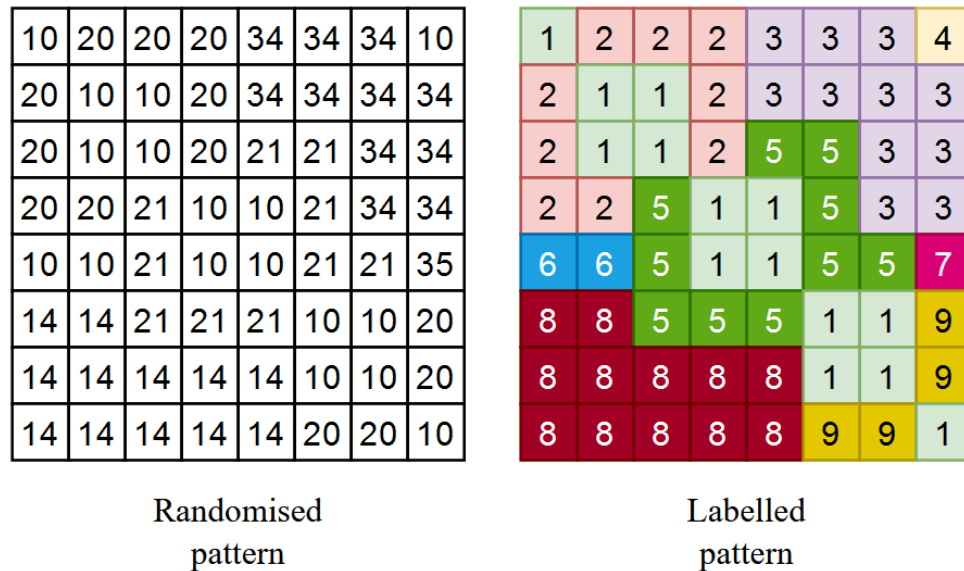 10 20 20 20 34 34 34 10
20 10 10 20 34 34 34 34
20 10 10 20 21 21 34 34
20 20 21 10 10 21 34 34
10 10 21 10 10 21 21 35
14 14 21 21 21 10 10 20
14 14 14 14 14 10 10 20
14 14 14 14 14 20 20 10
Randomised
pattern
1 2 2 2 3 3 3 4
2 1 1 2 3 3 3 3
2 1 1 2 5 5 3 3
2 2 5 1 1 5 3 3
6 6 5 1 1 5 5 7
8 8 5 5 5 1 1 9
8 8 8 8 8 1 1 9
8 8 8 8 8 9 9 1
Labelled
pattern